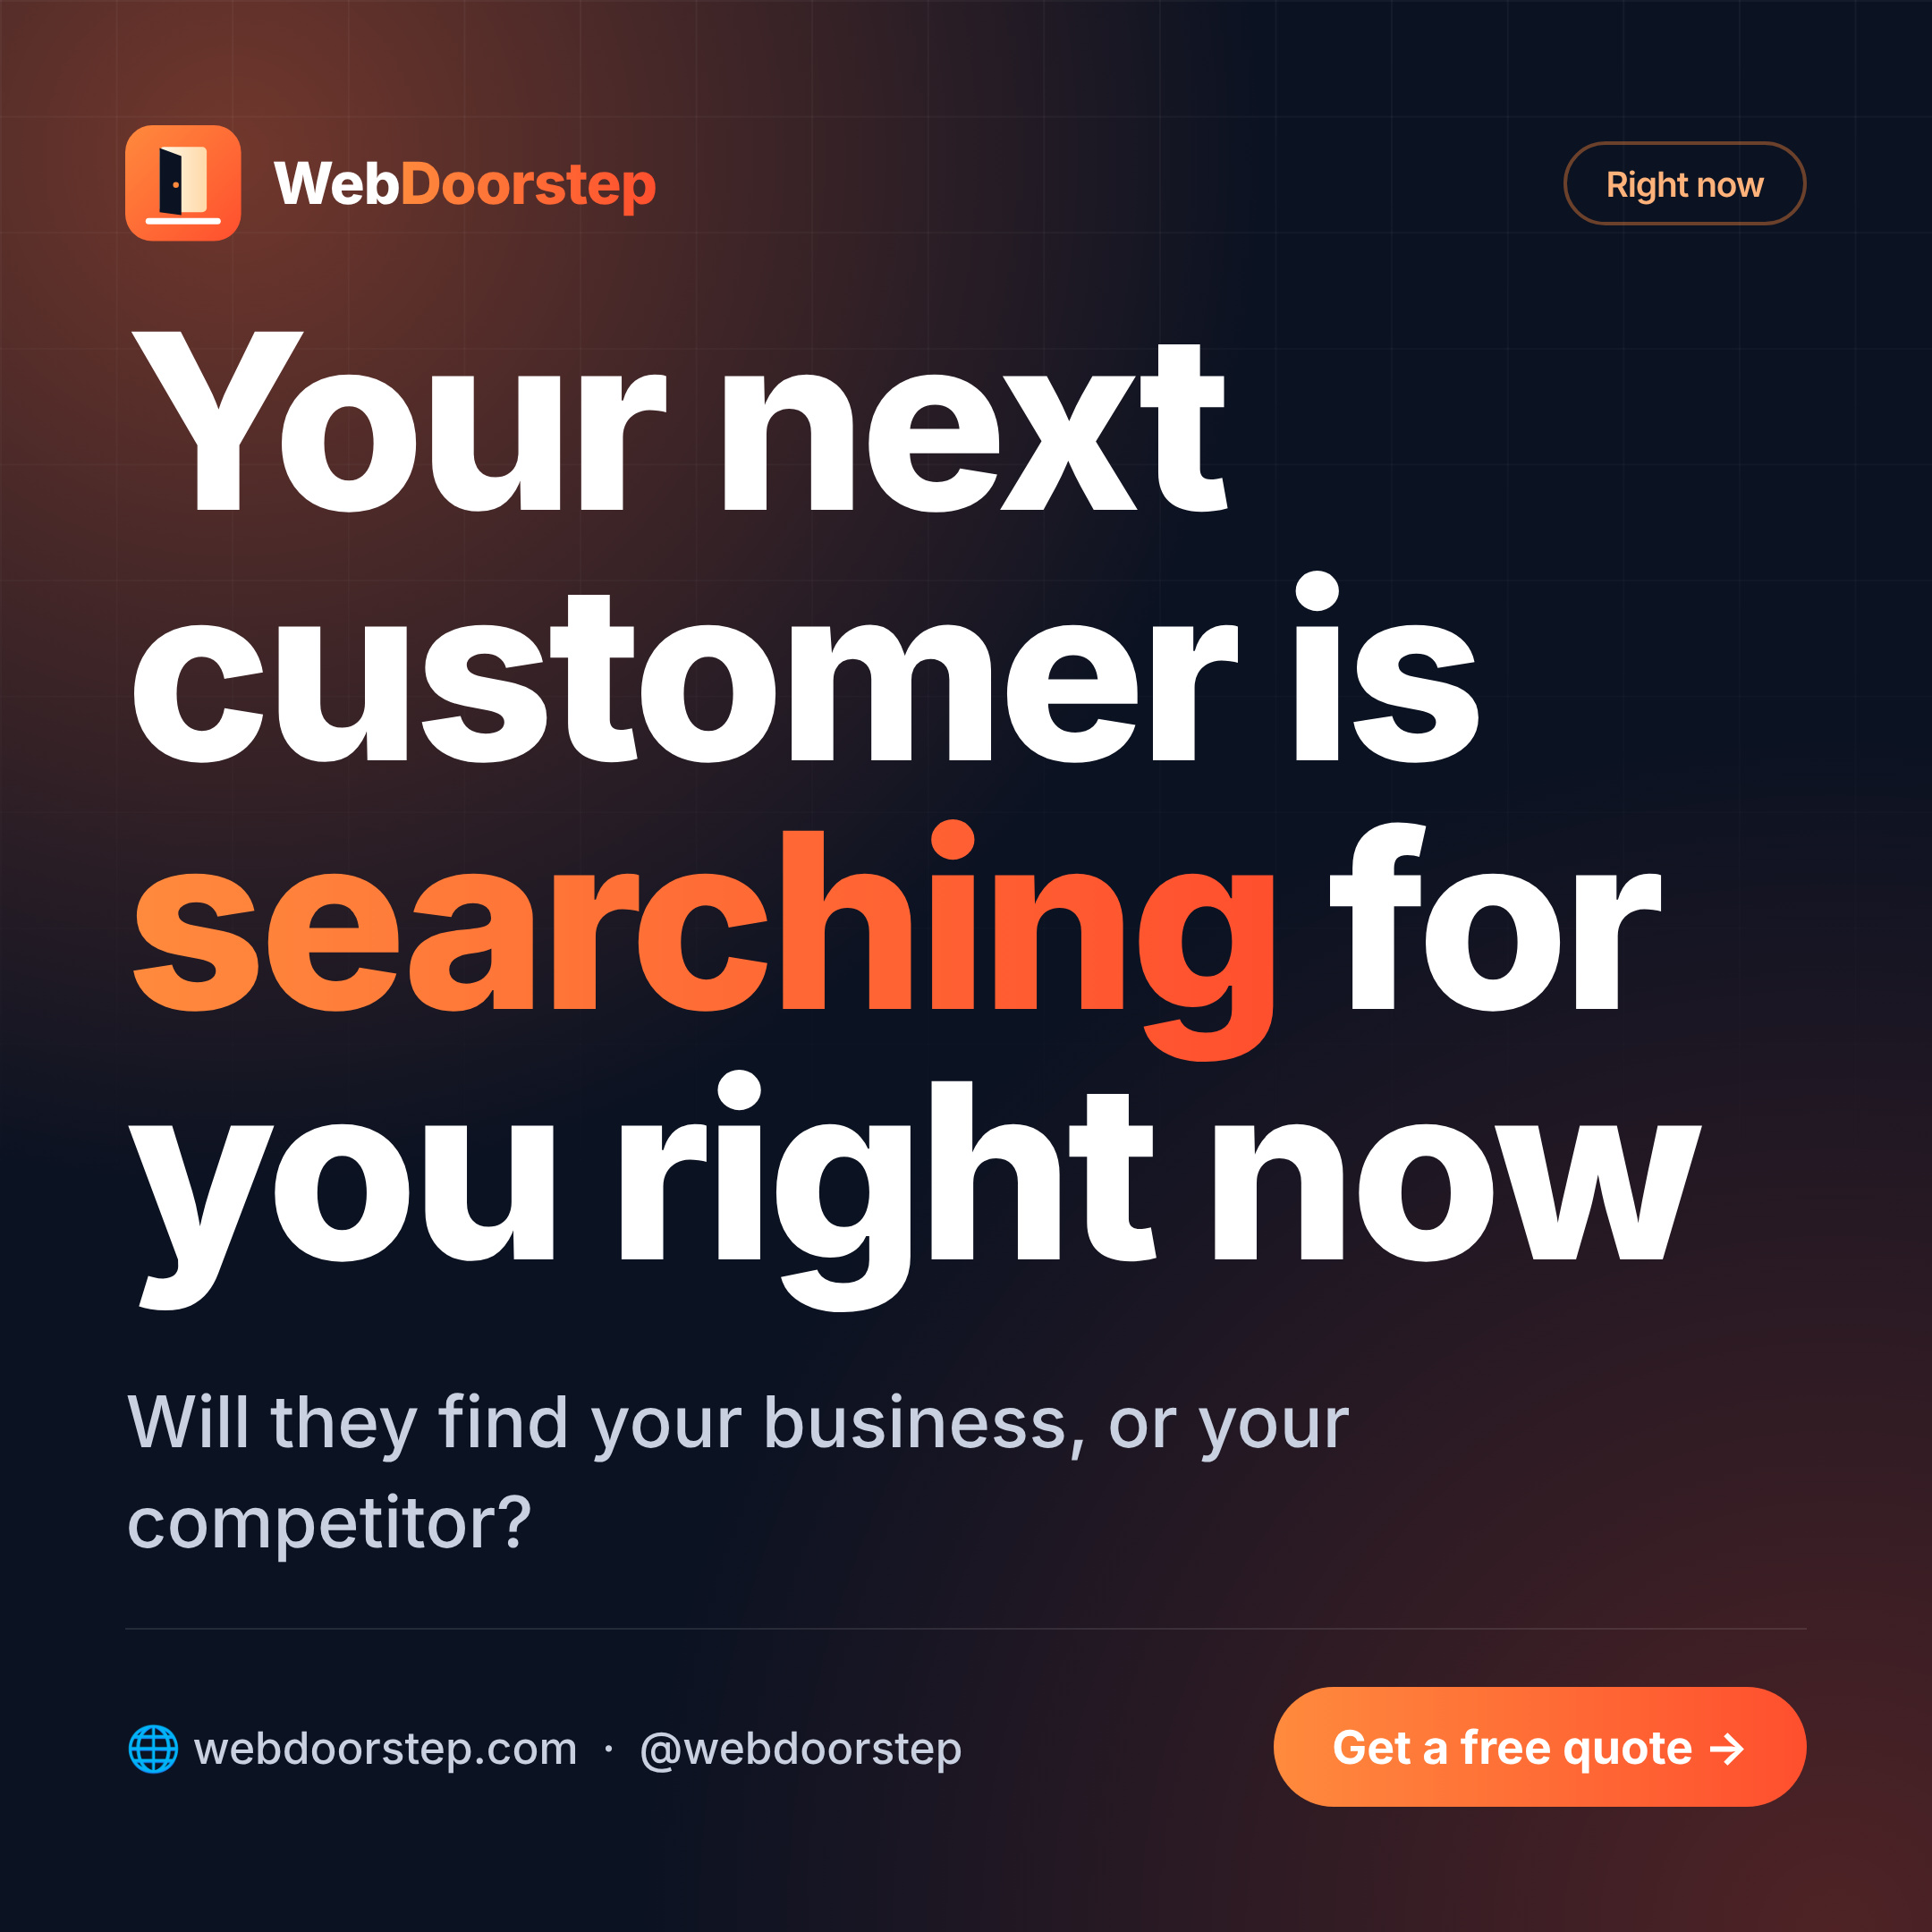 WebDoorstep
Right now
Your next
customer is
searching for
you right now
Will they find your business, or your
competitor?
webdoorstep.com · @webdoorstep
Get a free quote →